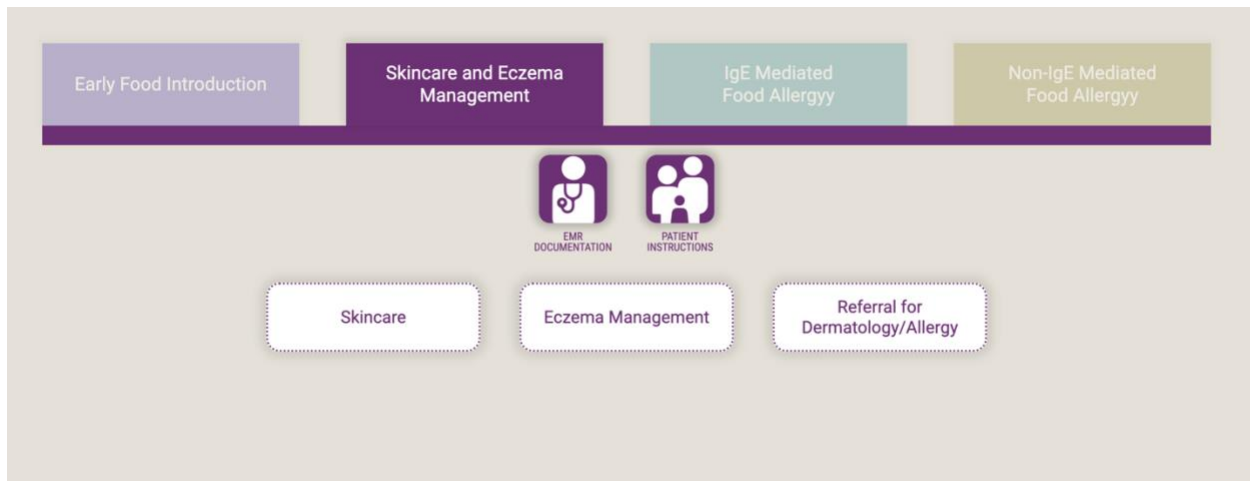 Early Food Introduction
Skincare and Eczema
Management
IgE Mediated
Food Allergyy
Non-IgE Mediated
Food Allergyy
EMR
DOCUMENTATION
PATIENT
INSTRUCTIONS
Skincare
Eczema Management
Referral for
Dermatology/Allergy